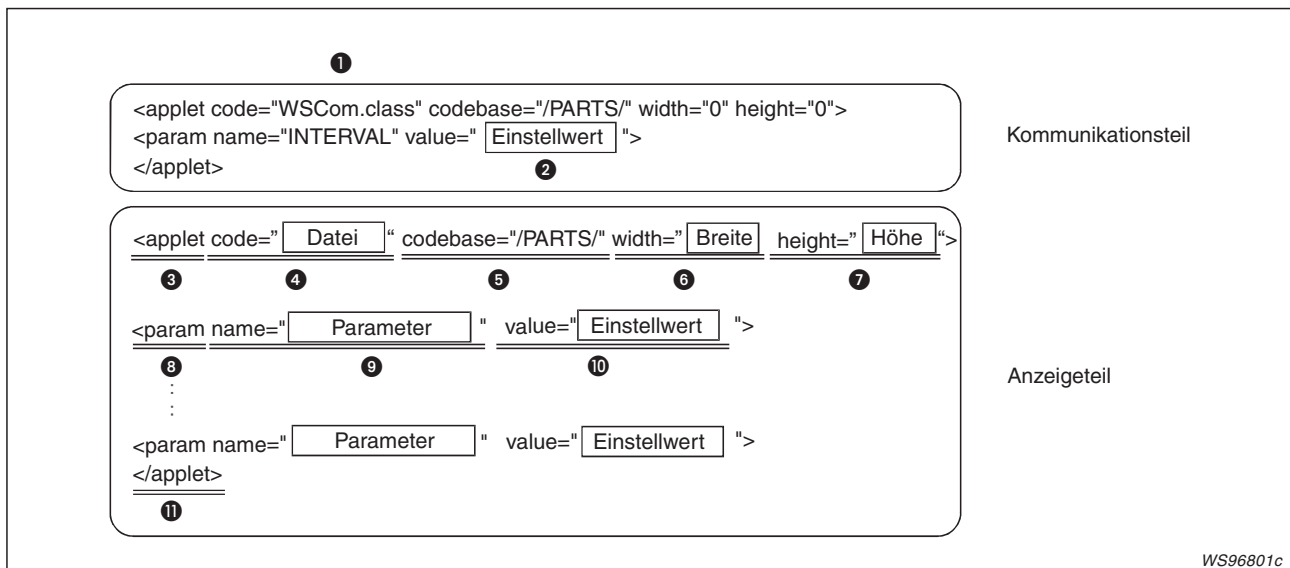 ❶
<applet code="WSCom.class" codebase="/PARTS/" width="0" height="0">
<param name="INTERVAL" value=" Einstellwert ">
</applet>
❷
Kommunikationsteil
<applet code=” Datei “ codebase="/PARTS/" width=” Breite height=” Höhe “>
❸ ❹ ❺ ❻ ❼
<param name=" Parameter " value=" Einstellwert ">
❽ ❾ ❿
:
:
Anzeigeteil
<param name=" Parameter " value=" Einstellwert ">
</applet>
⓫
WS96801c